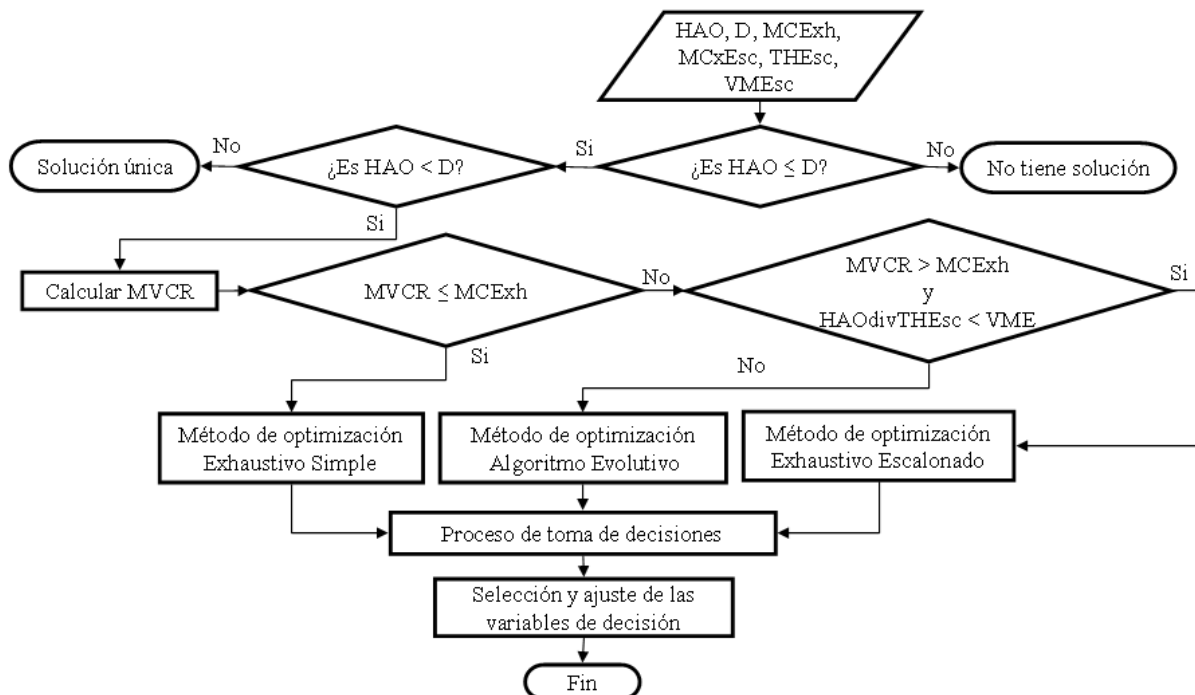 HAO, D, MCExh,
MCxEsc, THEsc,
VMEsc
No
Si
No
Solución única
¿Es HAO < D?
¿Es HAO ≤ D?
No tiene solución
Si
Calcular MVCR
MVCR ≤ MCExh
No
MVCR > MCExh
y
HAOdivTHEsc < VME
Si
Si
No
Método de optimización
Exhaustivo Simple
Método de optimización
Algoritmo Evolutivo
Método de optimización
Exhaustivo Escalonado
Proceso de toma de decisiones
Selección y ajuste de las
variables de decisión
Fin